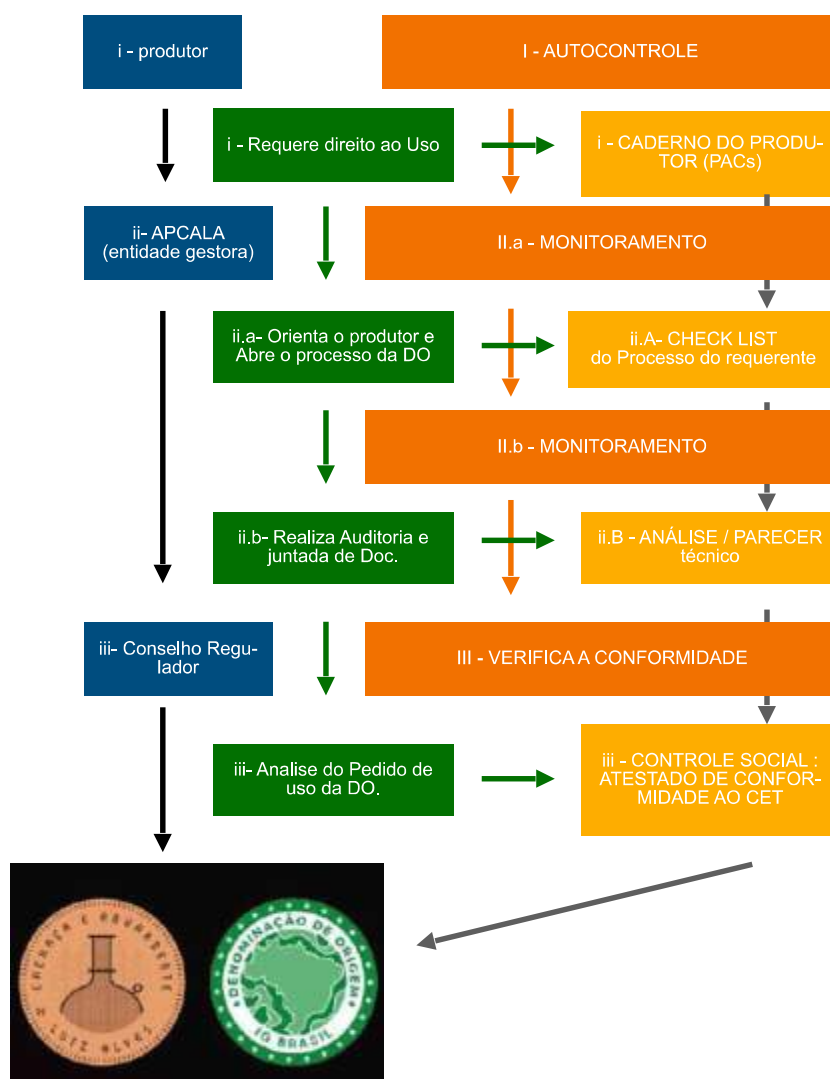 i - produtor
I - AUTOCONTROLE
i - Requere direito ao Uso
i - CADERNO DO PRODU-
TOR (PACs)
ii- APCALA
(entidade gestora)
II.a - MONITORAMENTO
ii.a- Orienta o produtor e
Abre o processo da DO
ii.A- CHECK LIST
do Processo do requerente
II.b - MONITORAMENTO
ii.b- Realiza Auditoria e
juntada de Doc.
ii.B - ANÁLISE / PARECER
técnico
iii- Conselho Regu-
lador
III - VERIFICA A CONFORMIDADE
iii- Analise do Pedido de
uso da DO.
iii - CONTROLE SOCIAL :
ATESTADO DE CONFOR-
MIDADE AO CET
CACHAÇA E AGUARDENTE
LUIZ ALVES
DENOMINAÇÃO DE ORIGEM
IG BRASIL